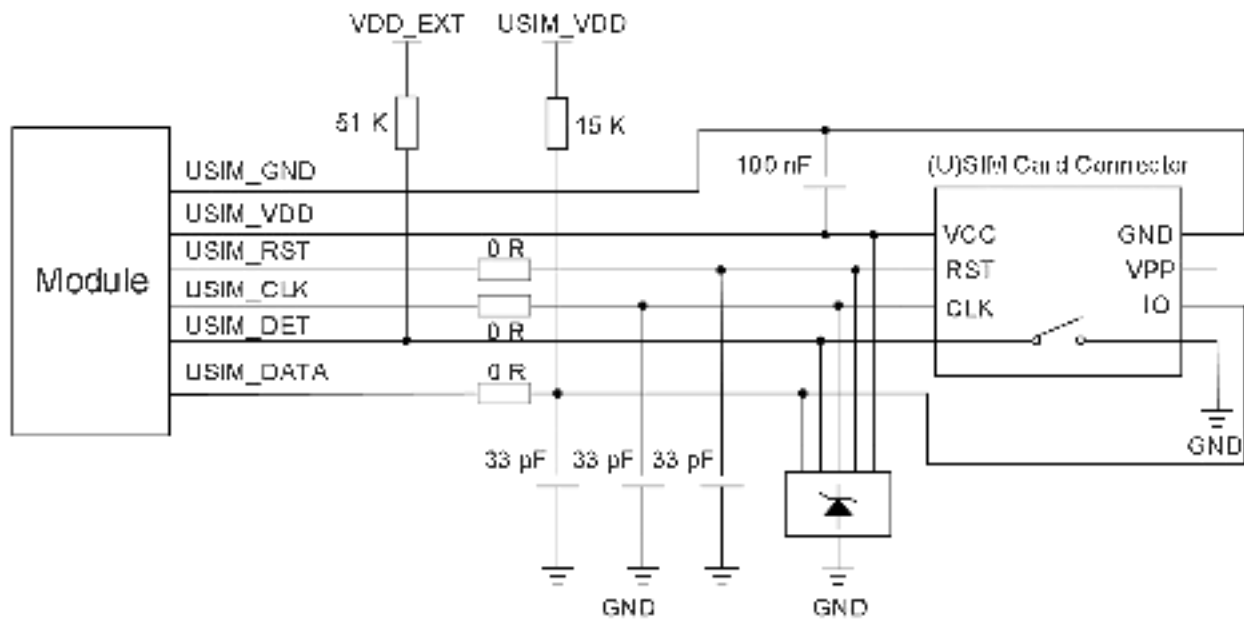 VDD_EXT USIM_VDD
51 K 15 K
USIM_GND 100 nF (U)SIM Card Connector
USIM_VDD VCC GND
USIM_RST 0 R RST VPP
Module
USIM_CLK CLK IO
USIM_DET 0 R
USIM_DATA 0 R
GND
33 pF 33 pF 33 pF
GND GND